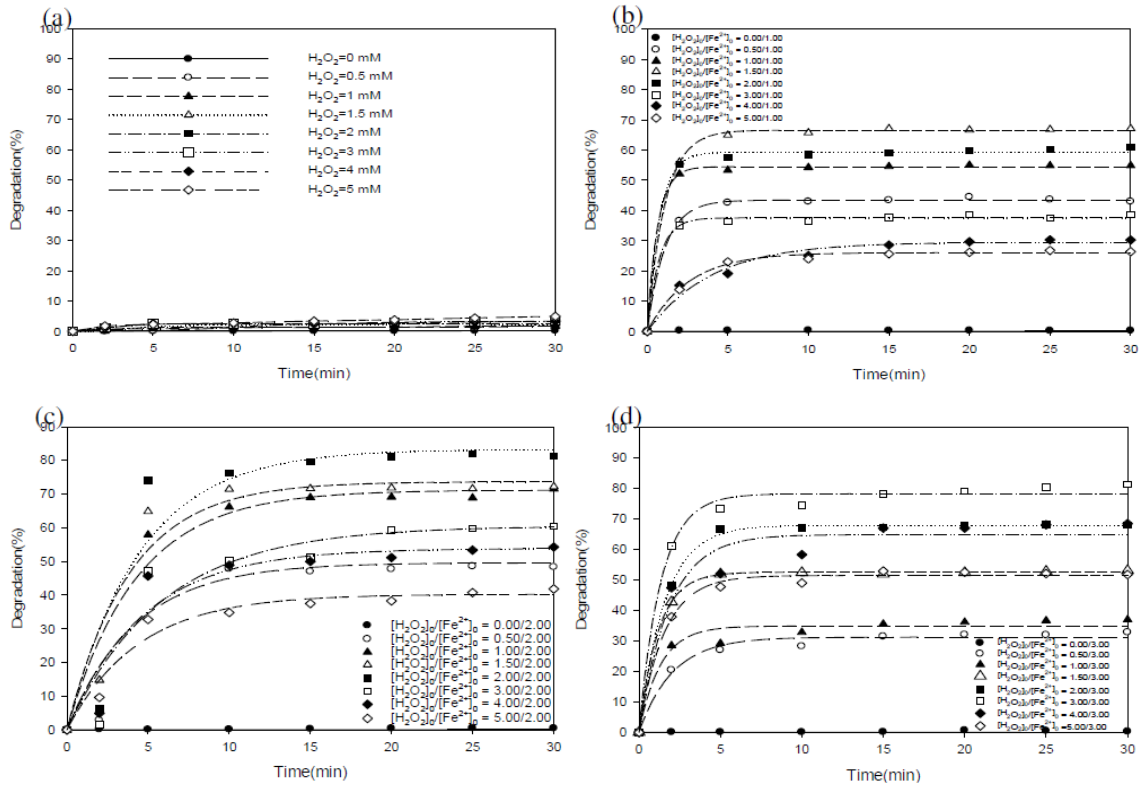 (a)
100
90
80
70
60
50
40
30
20
10
0
Degradation(%)
H₂O₂=0 mM
H₂O₂=0.5 mM
H₂O₂=1 mM
H₂O₂=1.5 mM
H₂O₂=2 mM
H₂O₂=3 mM
H₂O₂=4 mM
H₂O₂=5 mM
0 5 10 15 20 25 30
Time(min)
(b)
100
90
80
70
60
50
40
30
20
10
0
Degradation(%)
[H₂O₂]₀/[Fe²⁺]₀ = 0.00/1.00
[H₂O₂]₀/[Fe²⁺]₀ = 0.50/1.00
[H₂O₂]₀/[Fe²⁺]₀ = 1.00/1.00
[H₂O₂]₀/[Fe²⁺]₀ = 1.50/1.00
[H₂O₂]₀/[Fe²⁺]₀ = 2.00/1.00
[H₂O₂]₀/[Fe²⁺]₀ = 3.00/1.00
[H₂O₂]₀/[Fe²⁺]₀ = 4.00/1.00
[H₂O₂]₀/[Fe²⁺]₀ = 5.00/1.00
0 5 10 15 20 25 30
Time(min)
(c)
90
80
70
60
50
40
30
20
10
0
Degradation(%)
[H₂O₂]₀/[Fe²⁺]₀ = 0.00/2.00
[H₂O₂]₀/[Fe²⁺]₀ = 0.50/2.00
[H₂O₂]₀/[Fe²⁺]₀ = 1.00/2.00
[H₂O₂]₀/[Fe²⁺]₀ = 1.50/2.00
[H₂O₂]₀/[Fe²⁺]₀ = 2.00/2.00
[H₂O₂]₀/[Fe²⁺]₀ = 3.00/2.00
[H₂O₂]₀/[Fe²⁺]₀ = 4.00/2.00
[H₂O₂]₀/[Fe²⁺]₀ = 5.00/2.00
0 5 10 15 20 25 30
Time(min)
(d)
100
90
80
70
60
50
40
30
20
10
0
Degradation(%)
[H₂O₂]₀/[Fe²⁺]₀ = 0.00/3.00
[H₂O₂]₀/[Fe²⁺]₀ = 0.50/3.00
[H₂O₂]₀/[Fe²⁺]₀ = 1.00/3.00
[H₂O₂]₀/[Fe²⁺]₀ = 1.50/3.00
[H₂O₂]₀/[Fe²⁺]₀ = 2.00/3.00
[H₂O₂]₀/[Fe²⁺]₀ = 3.00/3.00
[H₂O₂]₀/[Fe²⁺]₀ = 4.00/3.00
[H₂O₂]₀/[Fe²⁺]₀ =5.00/3.00
0 5 10 15 20 25 30
Time(min)